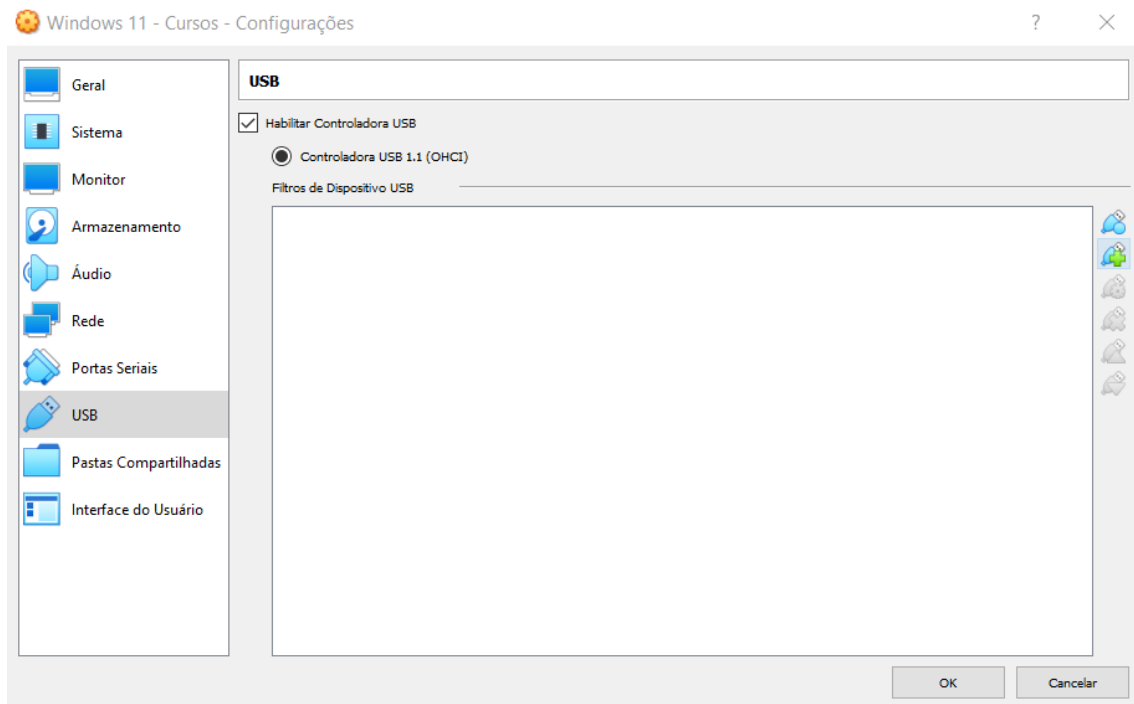 Windows 11 - Cursos - Configurações ?
Geral
Sistema
Monitor
Armazenamento
Áudio
Rede
Portas Seriais
USB
Pastas Compartilhadas
Interface do Usuário
USB
Habilitar Controladora USB
Controladora USB 1.1 (OHCI)
Filtros de Dispositivo USB
OK Cancelar